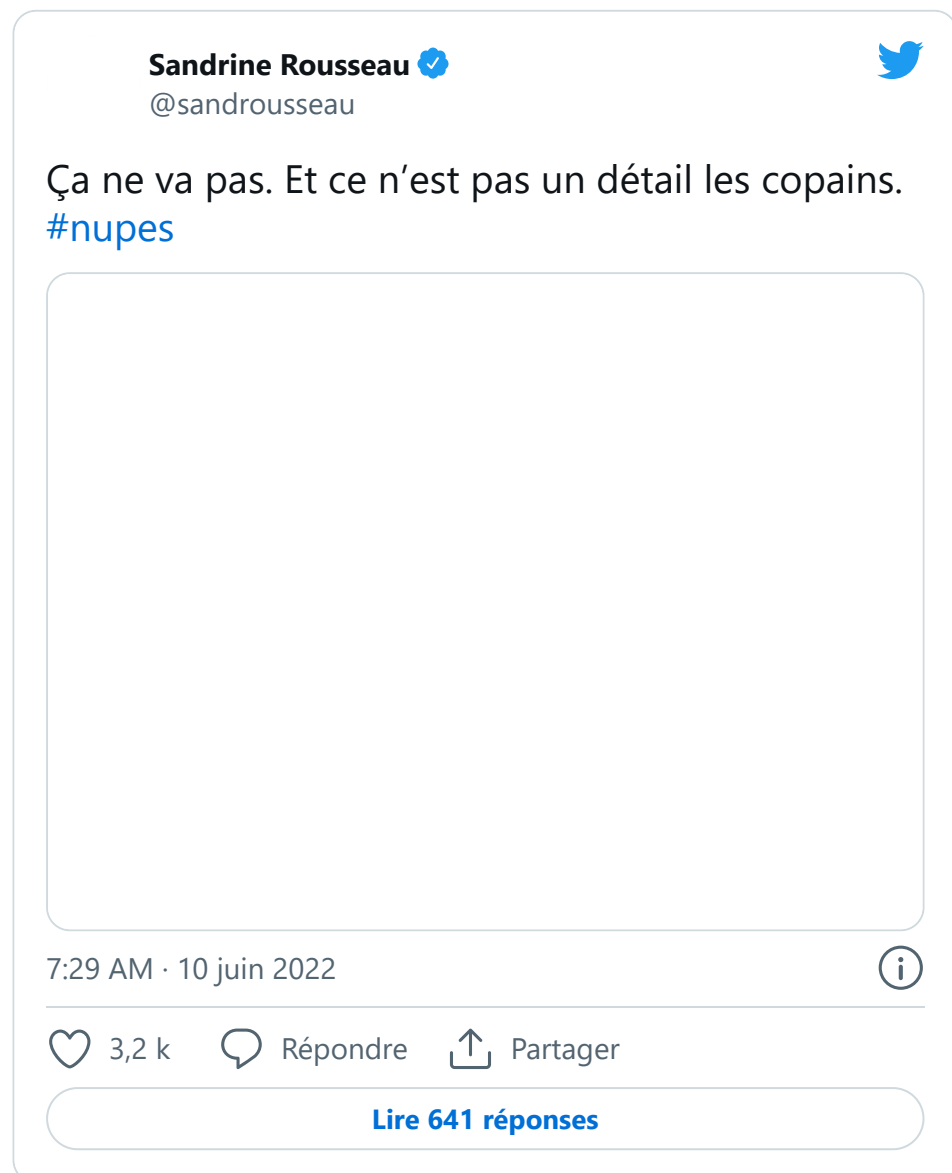 Sandrine Rousseau
@sandrousseau
Ça ne va pas. Et ce n’est pas un détail les copains.
#nupes
7:29 AM · 10 juin 2022
3,2 k Répondre Partager
Lire 641 réponses